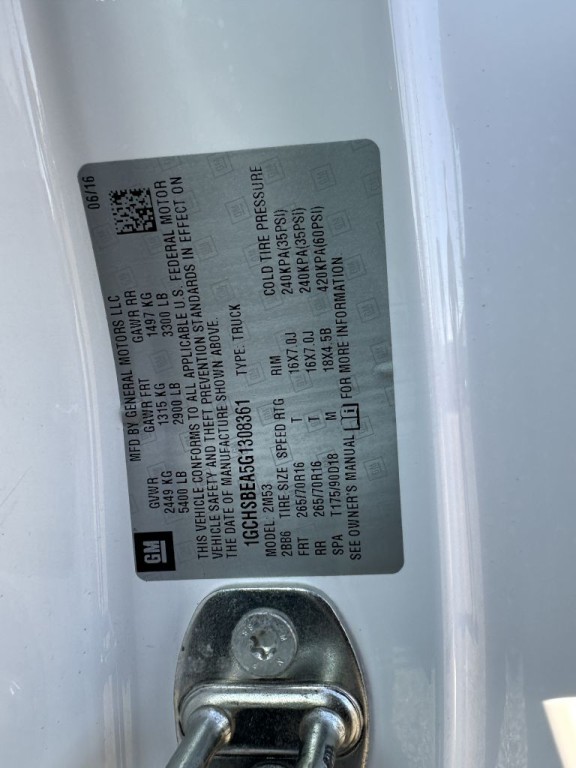 MFD BY GENERAL MOTORS LLC 06/16
GVWR GAWR FRT GAWR RR
2449 KG 1315 KG 1497 KG
5400 LB 2900 LB 3300 LB
THIS VEHICLE CONFORMS TO ALL APPLICABLE U.S. FEDERAL MOTOR
VEHICLE SAFETY AND THEFT PREVENTION STANDARDS IN EFFECT ON
THE DATE OF MANUFACTURE SHOWN ABOVE.
GM
1GCHSBEA5G1308361 TYPE: TRUCK
MODEL: 2M53
2BB6 TIRE SIZE SPEED RTG RIM COLD TIRE PRESSURE
FRT 265/70R16 T 16X7.0J 240KPA(35PSI)
RR 265/70R16 T 16X7.0J 240KPA(35PSI)
SPA T175/90D18 M 18X4.5B 420KPA(60PSI)
SEE OWNER'S MANUAL FOR MORE INFORMATION